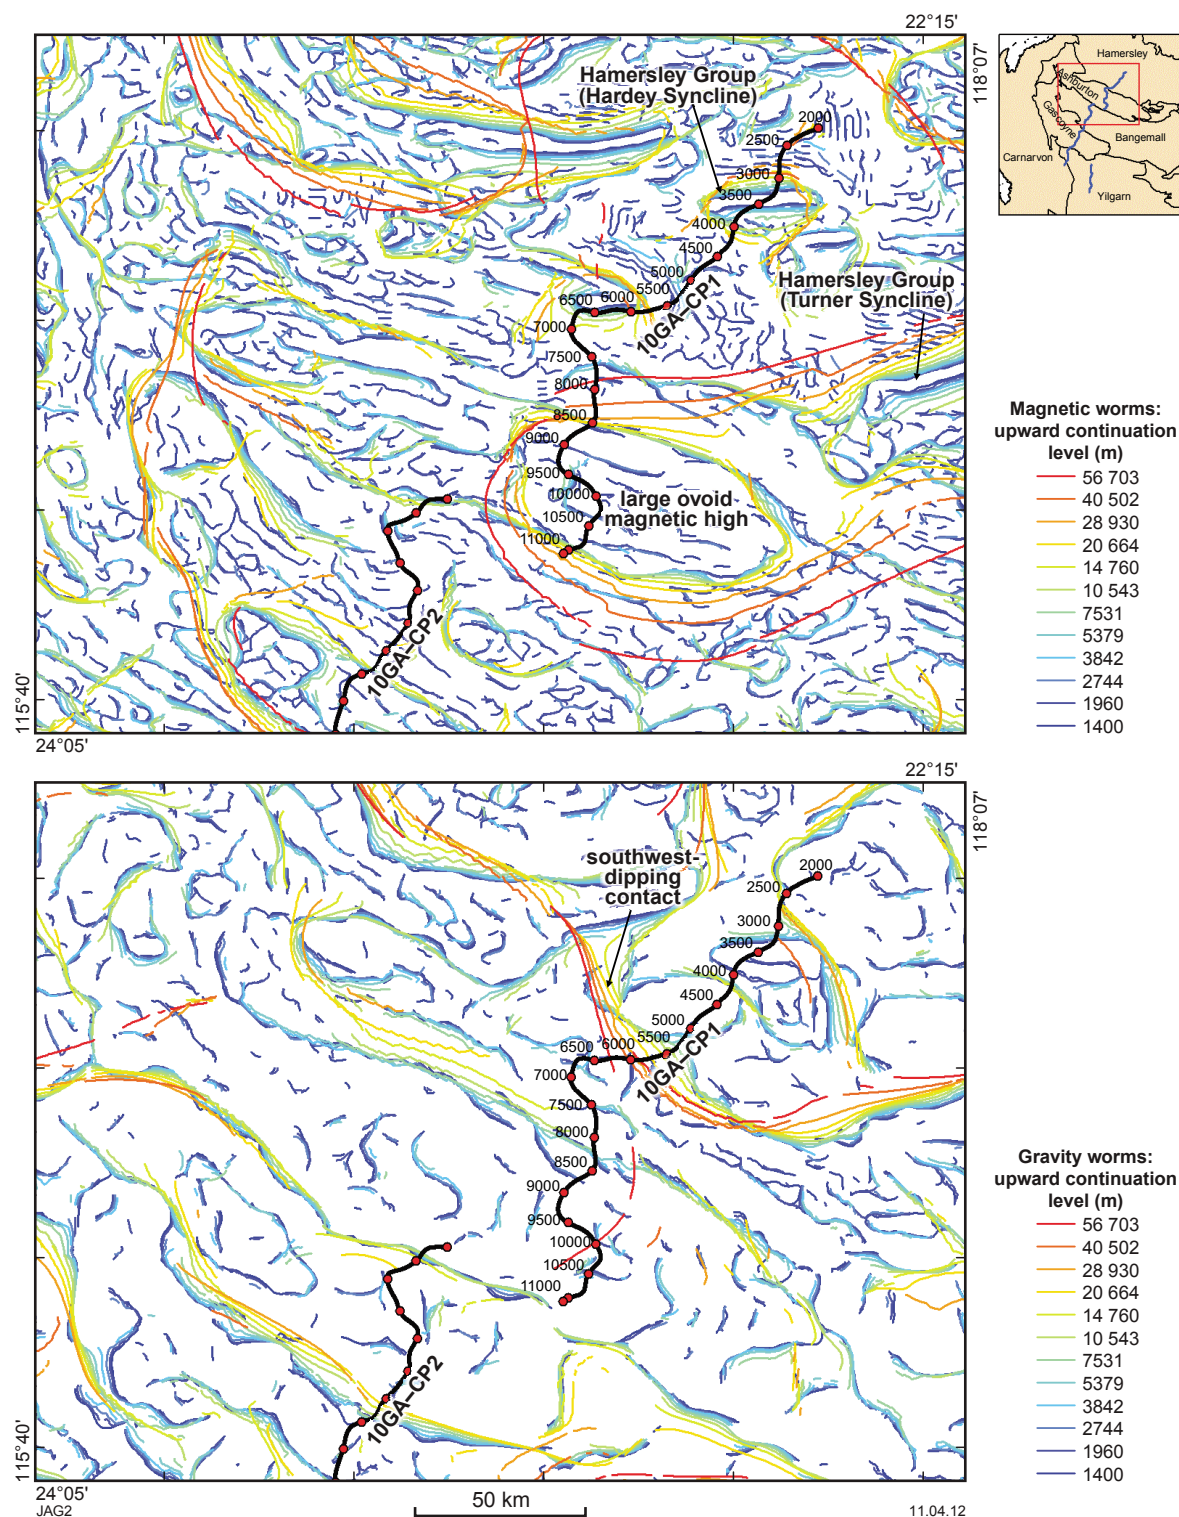 22°15'
118°07'
Hamersley Group
(Hardey Syncline)
2000
2500
3000
3500
4000
4500
5000
5500
6000
6500
7000
7500
8000
8500
9000
9500
10000
10500
11000
10GA–CP1
Hamersley Group
(Turner Syncline)
large ovoid
magnetic high
10GA–CP2
115°40'
24°05'
Hamersley
Ashburton
Gascoyne
Bangemall
Carnarvon
Yilgarn
Magnetic worms:
upward continuation
level (m)
56 703
40 502
28 930
20 664
14 760
10 543
7531
5379
3842
2744
1960
1400
22°15'
118°07'
southwest-
dipping
contact
2000
2500
3000
3500
4000
4500
5000
5500
6000
6500
7000
7500
8000
8500
9000
9500
10000
10500
11000
10GA–CP1
10GA–CP2
115°40'
24°05'
Gravity worms:
upward continuation
level (m)
56 703
40 502
28 930
20 664
14 760
10 543
7531
5379
3842
2744
1960
1400
50 km
JAG2
11.04.12